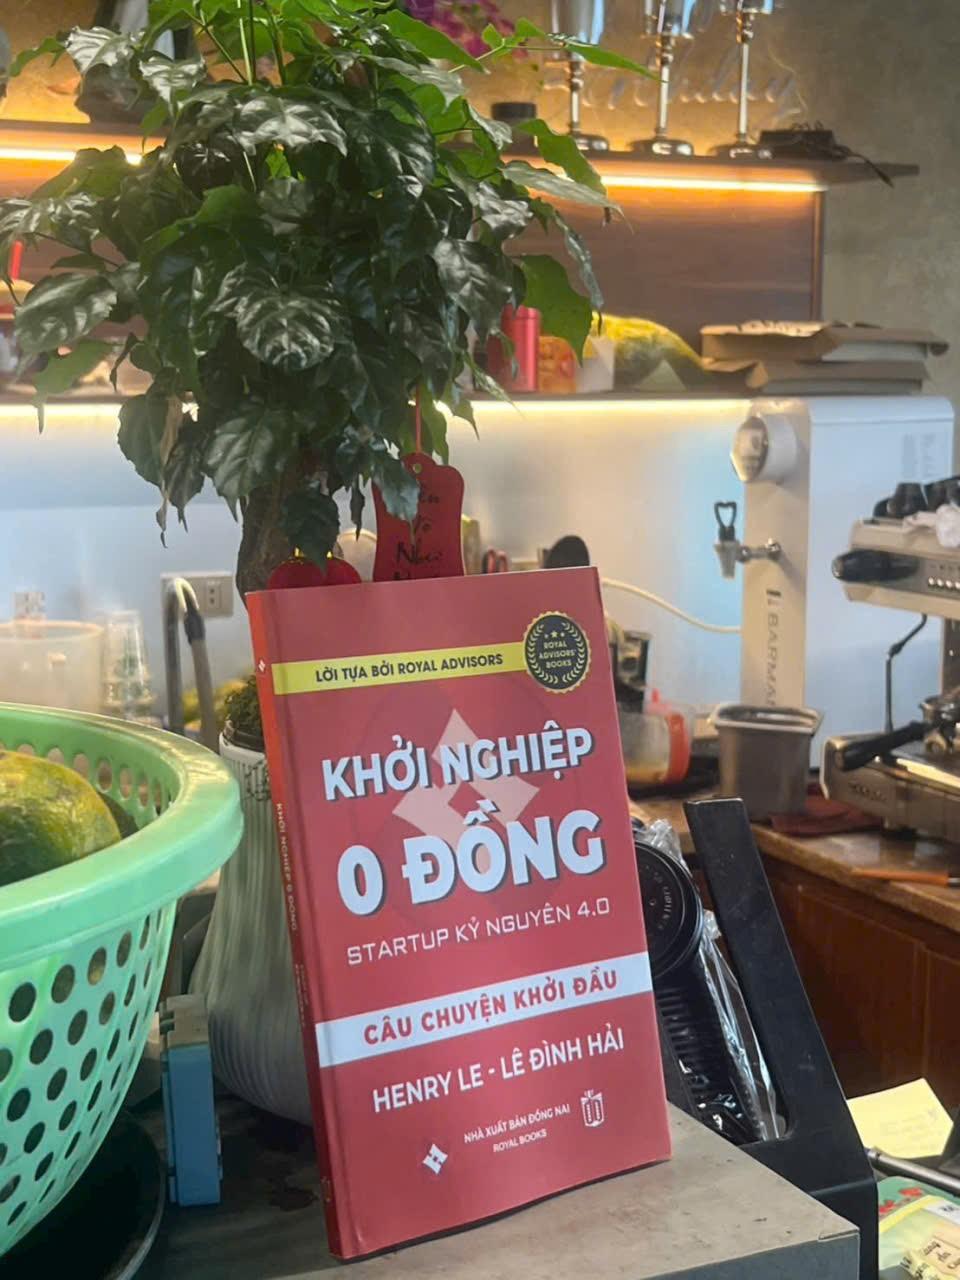 LỜI TỰA BỞI ROYAL ADVISORS
ROYAL
ADVISORS'
BOOKS
KHỞI NGHIỆP
0 ĐỒNG
STARTUP KỶ NGUYÊN 4.0
CÂU CHUYỆN KHỞI ĐẦU
HENRY LE - LÊ ĐÌNH HẢI
NHÀ XUẤT BẢN ĐỒNG NAI
ROYAL BOOKS
KHỞI NGHIỆP 0 ĐỒNG
BARMA